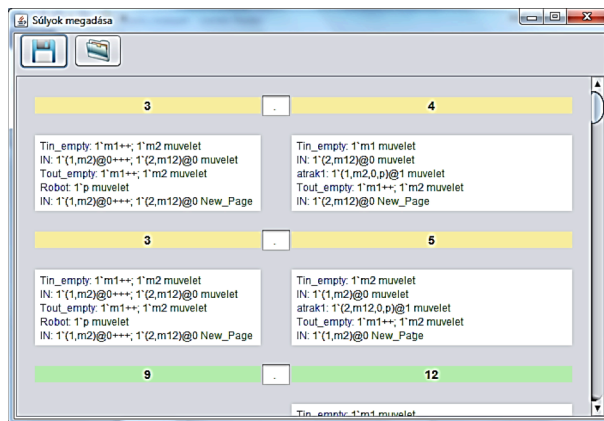 Súlyok megadása
3 . 4
Tin_empty: 1`m1++; 1`m2 muvelet
IN: 1`(1,m2)@0+++; 1`(2,m12)@0 muvelet
Tout_empty: 1`m1++; 1`m2 muvelet
Robot: 1`p muvelet
IN: 1`(1,m2)@0+++; 1`(2,m12)@0 New_Page
Tin_empty: 1`m1 muvelet
IN: 1`(2,m12)@0 muvelet
atrak1: 1`(1,m2,0,p)@1 muvelet
Tout_empty: 1`m1++; 1`m2 muvelet
IN: 1`(2,m12)@0 New_Page
3 . 5
Tin_empty: 1`m1++; 1`m2 muvelet
IN: 1`(1,m2)@0+++; 1`(2,m12)@0 muvelet
Tout_empty: 1`m1++; 1`m2 muvelet
Robot: 1`p muvelet
IN: 1`(1,m2)@0+++; 1`(2,m12)@0 New_Page
Tin_empty: 1`m2 muvelet
IN: 1`(1,m2)@0 muvelet
atrak1: 1`(2,m12,0,p)@1 muvelet
Tout_empty: 1`m1++; 1`m2 muvelet
IN: 1`(1,m2)@0 New_Page
9 . 12
Tin_empty: 1`m1 muvelet